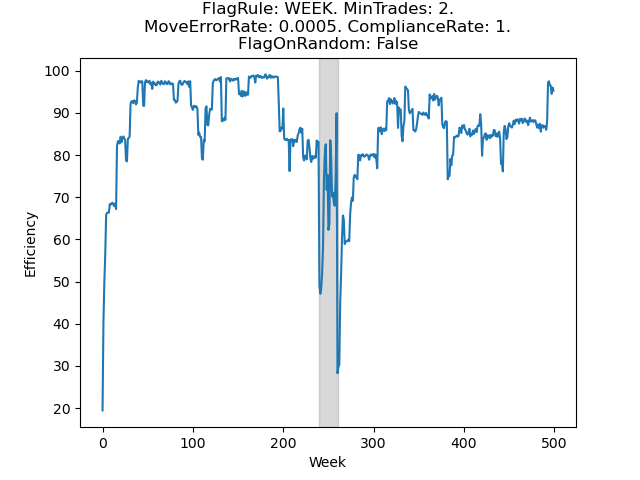 FlagRule: WEEK. MinTrades: 2.
MoveErrorRate: 0.0005. ComplianceRate: 1.
FlagOnRandom: False
100
90
80
70
60
50
40
30
20
Efficiency
0 100 200 300 400 500
Week